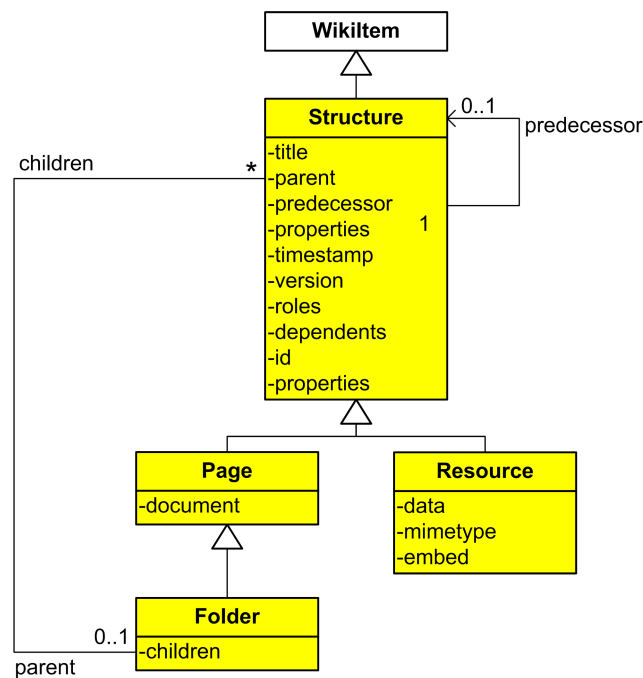 WikiItem
0..1
Structure
predecessor
children
*
-title
-parent
-predecessor
-properties
1
-timestamp
-version
-roles
-dependents
-id
-properties
Page
-document
Resource
-data
-mimetype
-embed
Folder
-children
0..1
parent